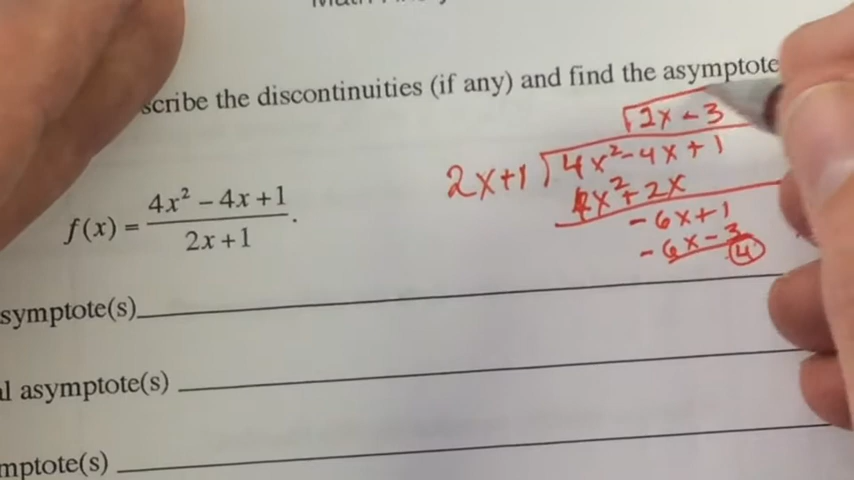 scribe the discontinuities (if any) and find the asymptote
2x - 3
2x+1 ) 4x² - 4x + 1
4x² + 2x
- 6x + 1
- 6x - 3
4
f(x) = (4x² - 4x + 1)/(2x + 1).
symptote(s)
l asymptote(s)
mptote(s)